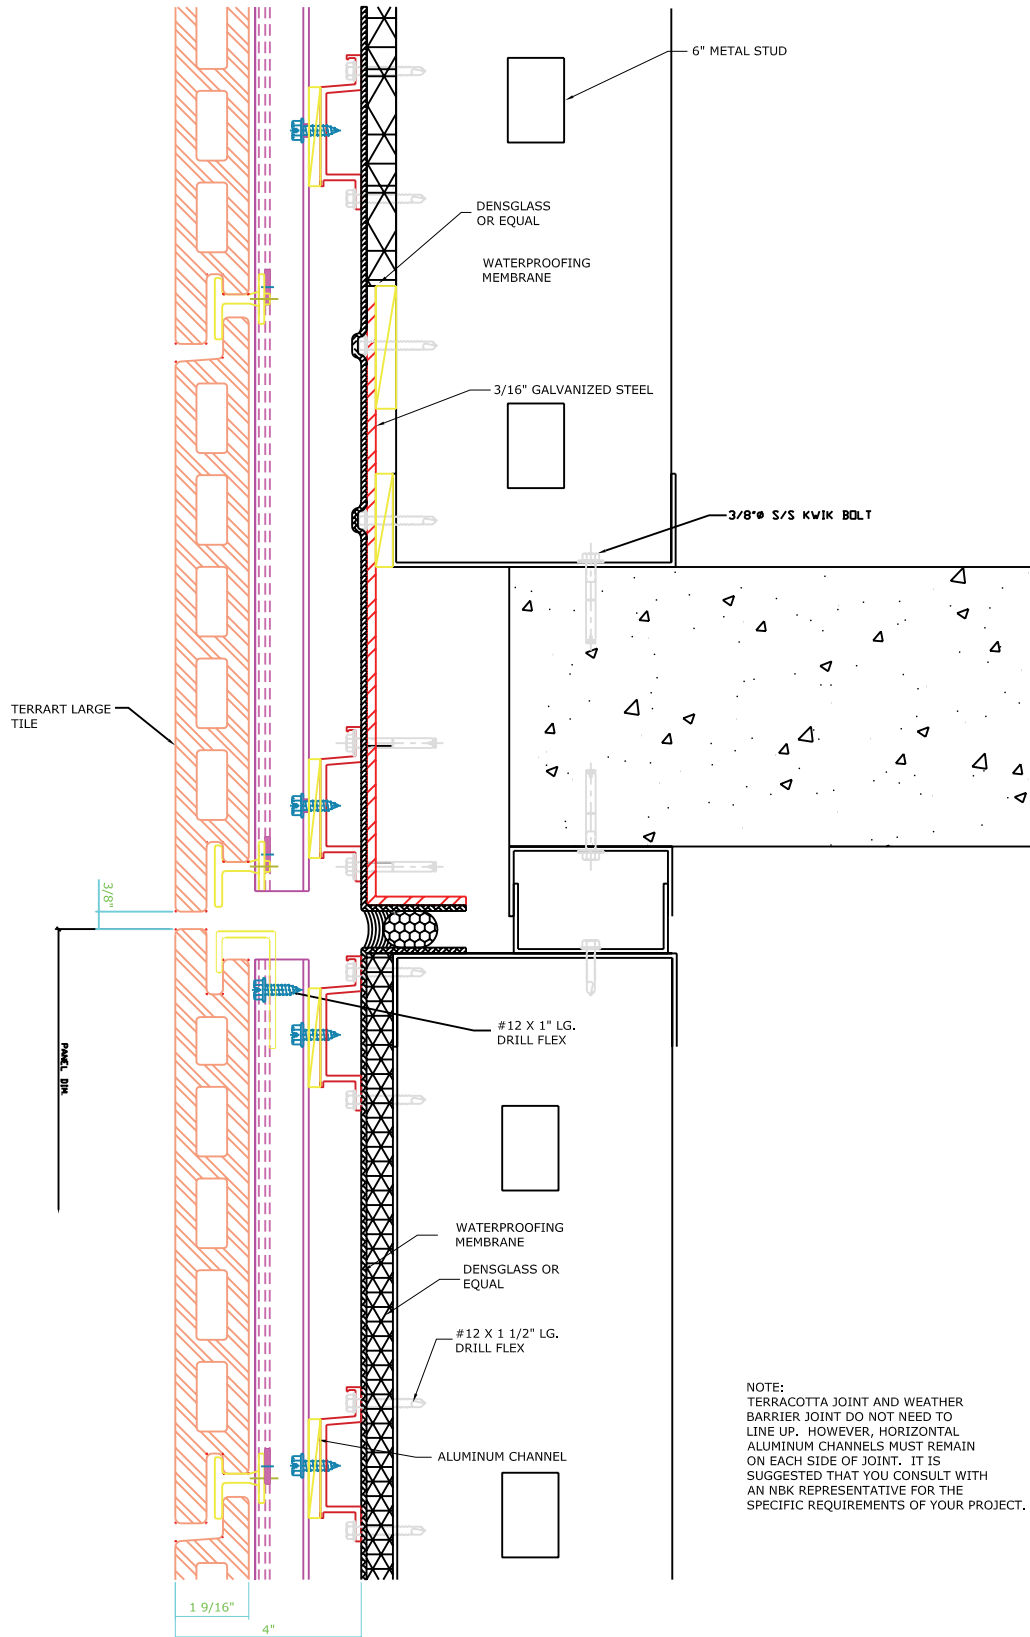 6" METAL STUD
DENSGLASS
OR EQUAL
WATERPROOFING
MEMBRANE
3/16" GALVANIZED STEEL
3/8"ø S/S KWIK BOLT
TERRART LARGE
TILE
3/8"
PANEL DIM.
#12 X 1" LG.
DRILL FLEX
WATERPROOFING
MEMBRANE
DENSGLASS OR
EQUAL
#12 X 1 1/2" LG.
DRILL FLEX
ALUMINUM CHANNEL
NOTE:
TERRACOTTA JOINT AND WEATHER
BARRIER JOINT DO NOT NEED TO
LINE UP. HOWEVER, HORIZONTAL
ALUMINUM CHANNELS MUST REMAIN
ON EACH SIDE OF JOINT. IT IS
SUGGESTED THAT YOU CONSULT WITH
AN NBK REPRESENTATIVE FOR THE
SPECIFIC REQUIREMENTS OF YOUR PROJECT.
1 9/16"
4"